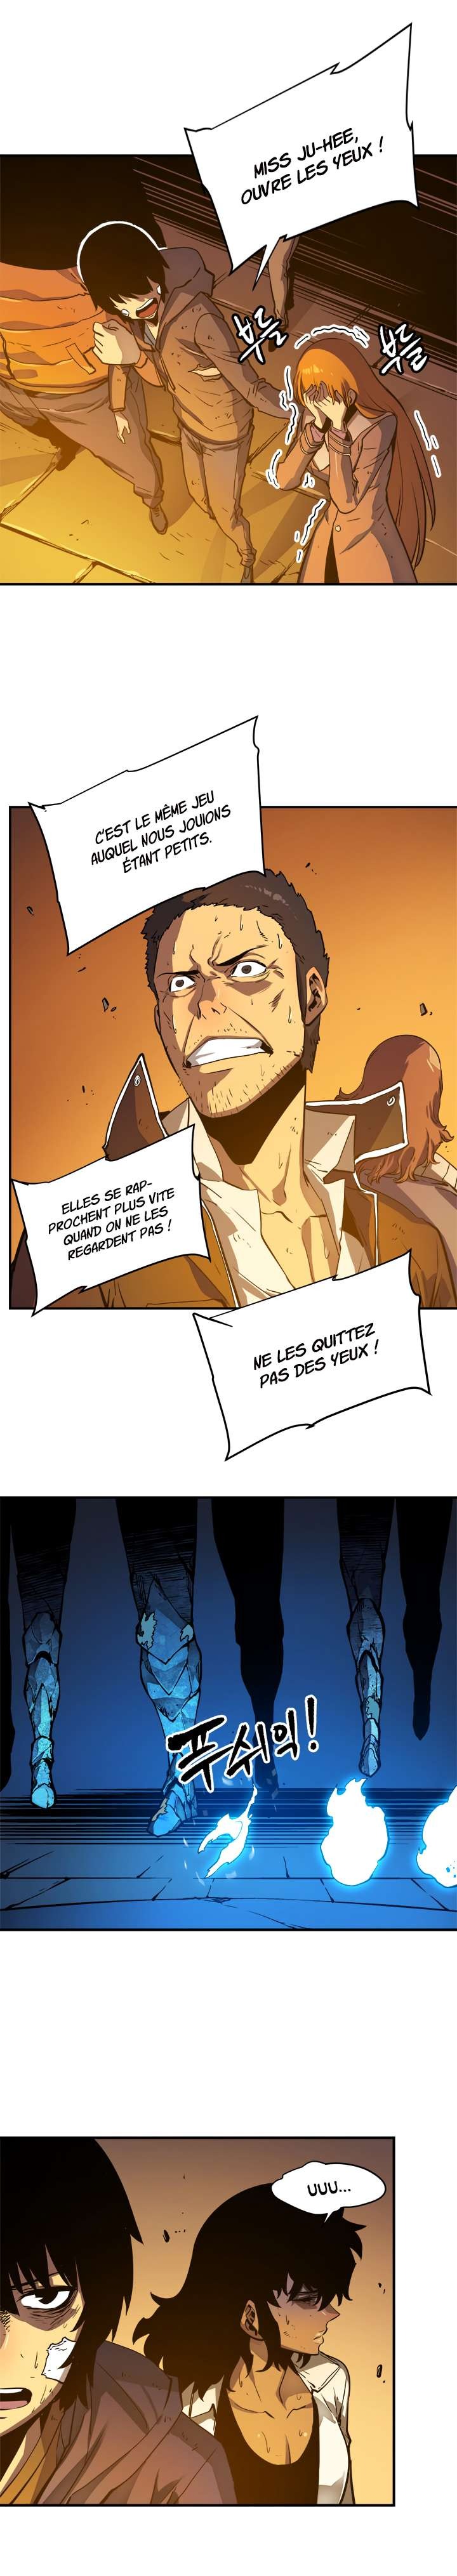 MISS JU-HEE,
OUVRE LES YEUX !
부들
부들
C'EST LE MÊME JEU
AUQUEL NOUS JOUIONS
ÉTANT PETITS.
ELLES SE RAP-
PROCHENT PLUS VITE
QUAND ON NE LES
REGARDENT PAS !
NE LES QUITTEZ
PAS DES YEUX !
푸쉬익!
UUU...